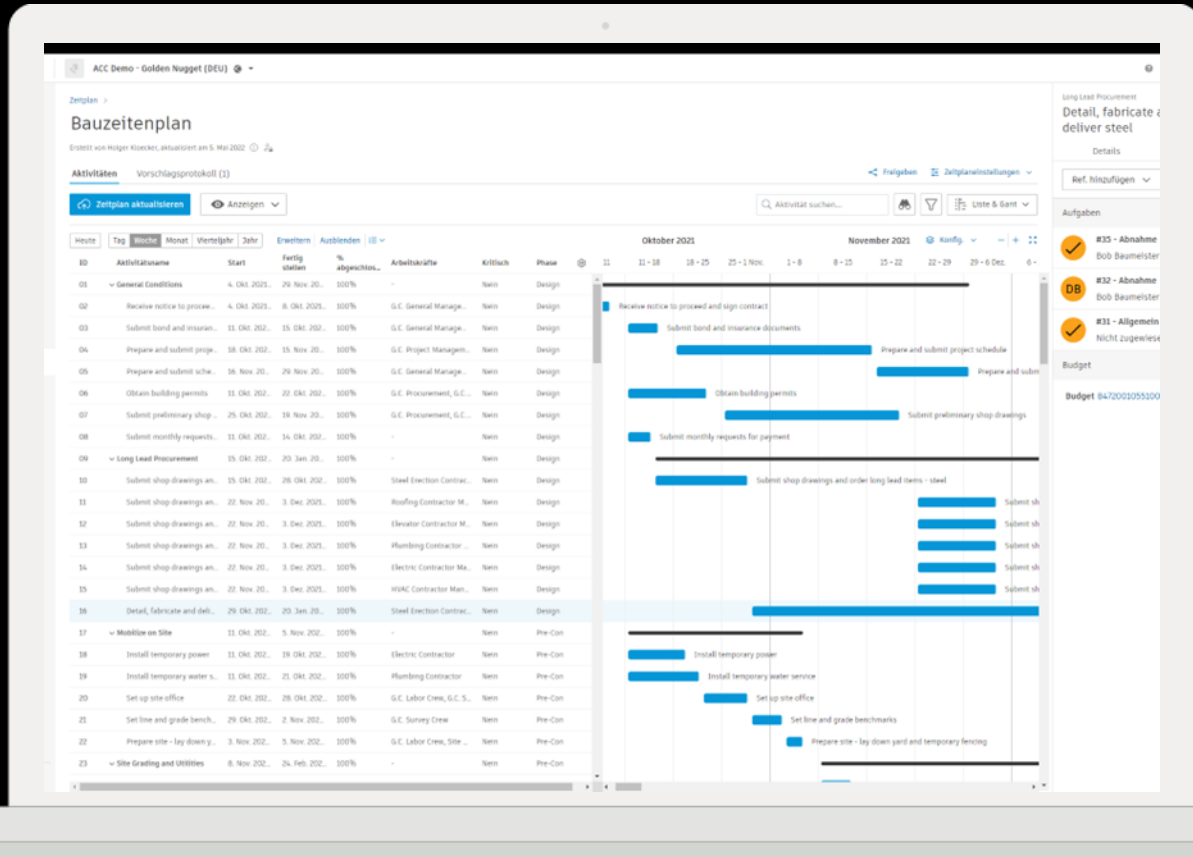 ACC Demo - Golden Nugget (DEU)
Zeitplan >
Bauzeitenplan
Erstellt von Holger Kloecker, aktualisiert am 5. Mai 2022
Aktivitäten Vorschlagsprotokoll (1) Freigeben Zeitplaneinstellungen
Zeitplan aktualisieren Anzeigen Aktivität suchen... Liste & Gant
Heute Tag Woche Monat Vierteljahr Jahr Erweitern Ausblenden Oktober 2021 November 2021 Konfig.
ID Aktivitätsname Start Fertig stellen % abgeschlos... Arbeitskräfte Kritisch Phase 11 11 - 18 18 - 25 25 - 1 Nov. 1 - 8 8 - 15 15 - 22 22 - 29 29 - 6 Dez. 6 -
01 General Conditions 4. Okt. 2021.. 29. Nov. 20... 100% - Nein Design
02 Receive notice to procee... 4. Okt. 2021.. 8. Okt. 2021.. 100% G.C. General Manage... Nein Design Receive notice to proceed and sign contract
03 Submit bond and insuran... 11. Okt. 202... 15. Okt. 202... 100% G.C. General Manage... Nein Design Submit bond and insurance documents
04 Prepare and submit proje... 18. Okt. 202... 15. Nov. 20... 100% G.C. Project Managem... Nein Design Prepare and submit project schedule
05 Prepare and submit sche... 16. Nov. 20... 29. Nov. 20... 100% G.C. General Manage... Nein Design Prepare and subm
06 Obtain building permits 11. Okt. 202... 22. Okt. 202... 100% G.C. Procurement, G.C... Nein Design Obtain building permits
07 Submit preliminary shop ... 25. Okt. 202... 19. Nov. 20... 100% G.C. Procurement, G.C... Nein Design Submit preliminary shop drawings
08 Submit monthly requests... 11. Okt. 202... 14. Okt. 202... 100% - Nein Design Submit monthly requests for payment
09 Long Lead Procurement 15. Okt. 202... 20. Jan. 20... 100% - Nein Design
10 Submit shop drawings an... 15. Okt. 202... 28. Okt. 202... 100% Steel Erection Contrac... Nein Design Submit shop drawings and order long lead items - steel
11 Submit shop drawings an... 22. Nov. 20... 3. Dez. 2021.. 100% Roofing Contractor M... Nein Design Submit sh
12 Submit shop drawings an... 22. Nov. 20... 3. Dez. 2021.. 100% Elevator Contractor M... Nein Design Submit sh
13 Submit shop drawings an... 22. Nov. 20... 3. Dez. 2021.. 100% Plumbing Contractor ... Nein Design Submit sh
14 Submit shop drawings an... 22. Nov. 20... 3. Dez. 2021.. 100% Electric Contractor Ma... Nein Design Submit sh
15 Submit shop drawings an... 22. Nov. 20... 3. Dez. 2021.. 100% HVAC Contractor Man... Nein Design Submit sh
16 Detail, fabricate and deli... 29. Okt. 202... 20. Jan. 20... 100% Steel Erection Contrac... Nein Design
17 Mobilize on Site 11. Okt. 202... 5. Nov. 202... 100% - Nein Pre-Con
18 Install temporary power 11. Okt. 202... 19. Okt. 202... 100% Electric Contractor Nein Pre-Con Install temporary power
19 Install temporary water s... 11. Okt. 202... 21. Okt. 202... 100% Plumbing Contractor Nein Pre-Con Install temporary water service
20 Set up site office 22. Okt. 202... 28. Okt. 202... 100% G.C. Labor Crew, G.C. S... Nein Pre-Con Set up site office
21 Set line and grade bench... 29. Okt. 202... 2. Nov. 202... 100% G.C. Survey Crew Nein Pre-Con Set line and grade benchmarks
22 Prepare site - lay down y... 3. Nov. 202... 5. Nov. 202... 100% G.C. Labor Crew, Site ... Nein Pre-Con Prepare site - lay down yard and temporary fencing
23 Site Grading and Utilities 8. Nov. 202... 24. Feb. 202... 100% - Nein Pre-Con
Long Lead Procurement
Detail, fabricate a
deliver steel
Details
Ref. hinzufügen
Aufgaben
#35 - Abnahme
Bob Baumeister
DB #32 - Abnahme
Bob Baumeister
#31 - Allgemein
Nicht zugewiese
Budget
Budget 8472001055100